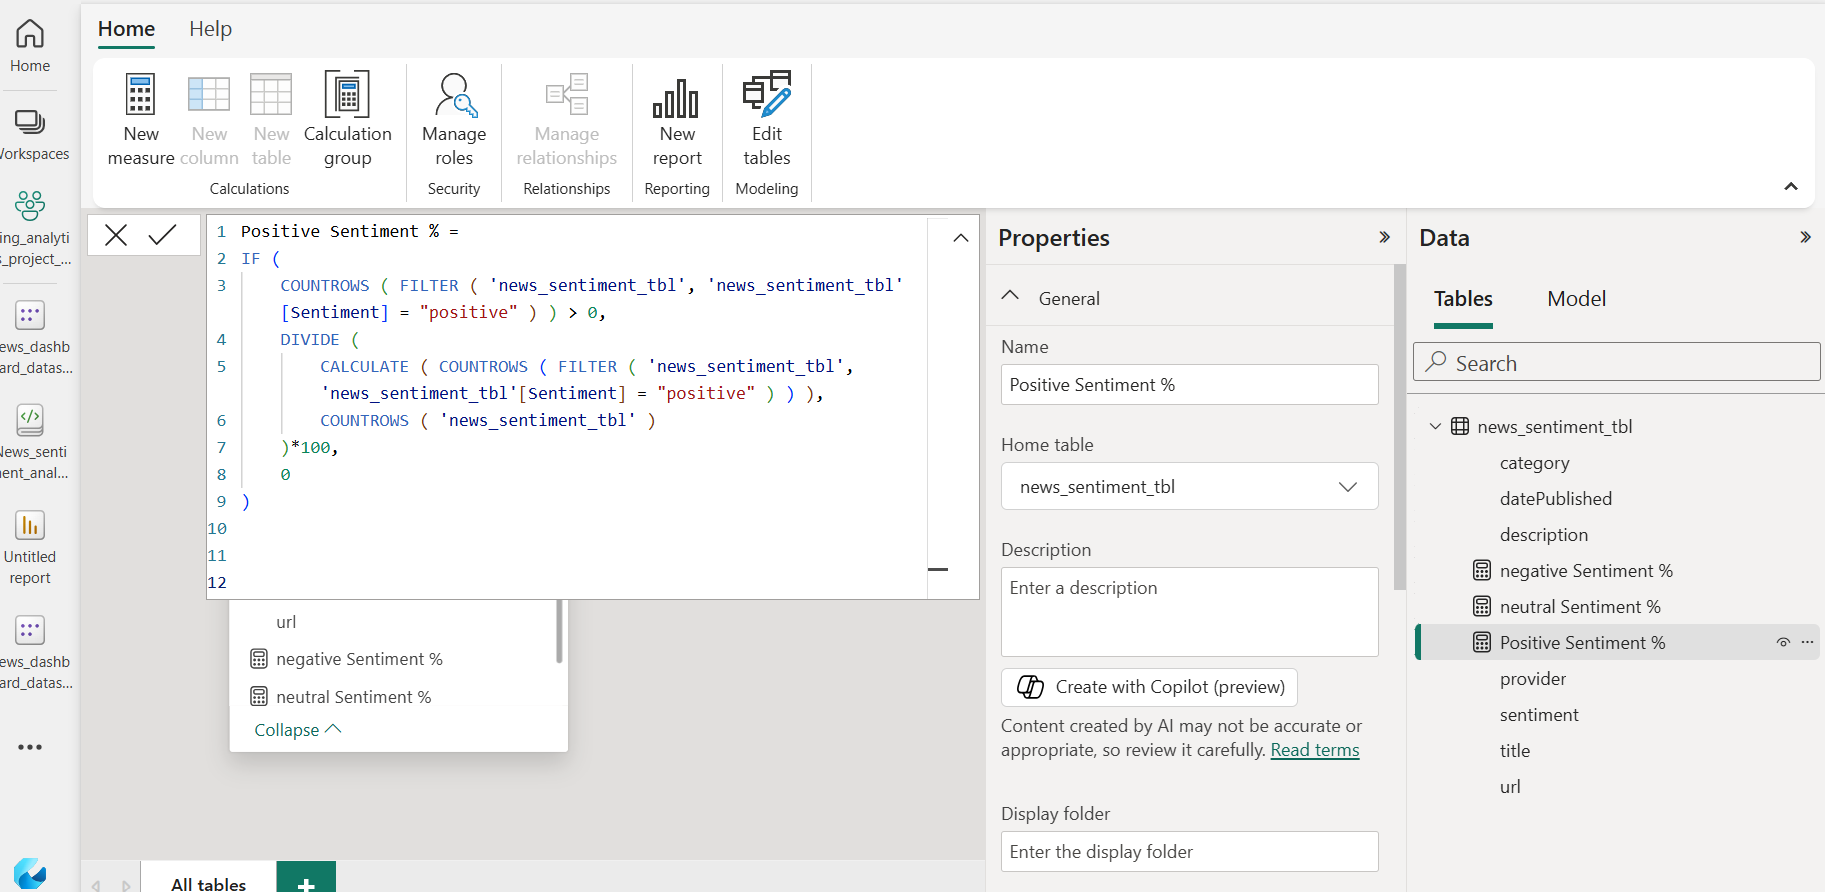 Home
Help
New measure
New column
New table
Calculation group
Calculations
Manage roles
Security
Manage relationships
Relationships
New report
Reporting
Edit tables
Modeling
Home
orkspaces
ing_analyti
s_project_...
ews_dashb
ard_datas...
ews_senti
ent_anal...
Untitled
report
ews_dashb
ard_datas...
1 Positive Sentiment % =
2 IF (
3 COUNTROWS ( FILTER ( 'news_sentiment_tbl', 'news_sentiment_tbl'
[Sentiment] = "positive" ) ) > 0,
4 DIVIDE (
5 CALCULATE ( COUNTROWS ( FILTER ( 'news_sentiment_tbl',
'news_sentiment_tbl'[Sentiment] = "positive" ) ) ),
6 COUNTROWS ( 'news_sentiment_tbl' )
7 )*100,
8 0
9 )
10
11
12
url
negative Sentiment %
neutral Sentiment %
Collapse
All tables
+
Properties
General
Name
Positive Sentiment %
Home table
news_sentiment_tbl
Description
Enter a description
Create with Copilot (preview)
Content created by AI may not be accurate or
appropriate, so review it carefully. Read terms
Display folder
Enter the display folder
Data
Tables
Model
Search
news_sentiment_tbl
category
datePublished
description
negative Sentiment %
neutral Sentiment %
Positive Sentiment %
provider
sentiment
title
url